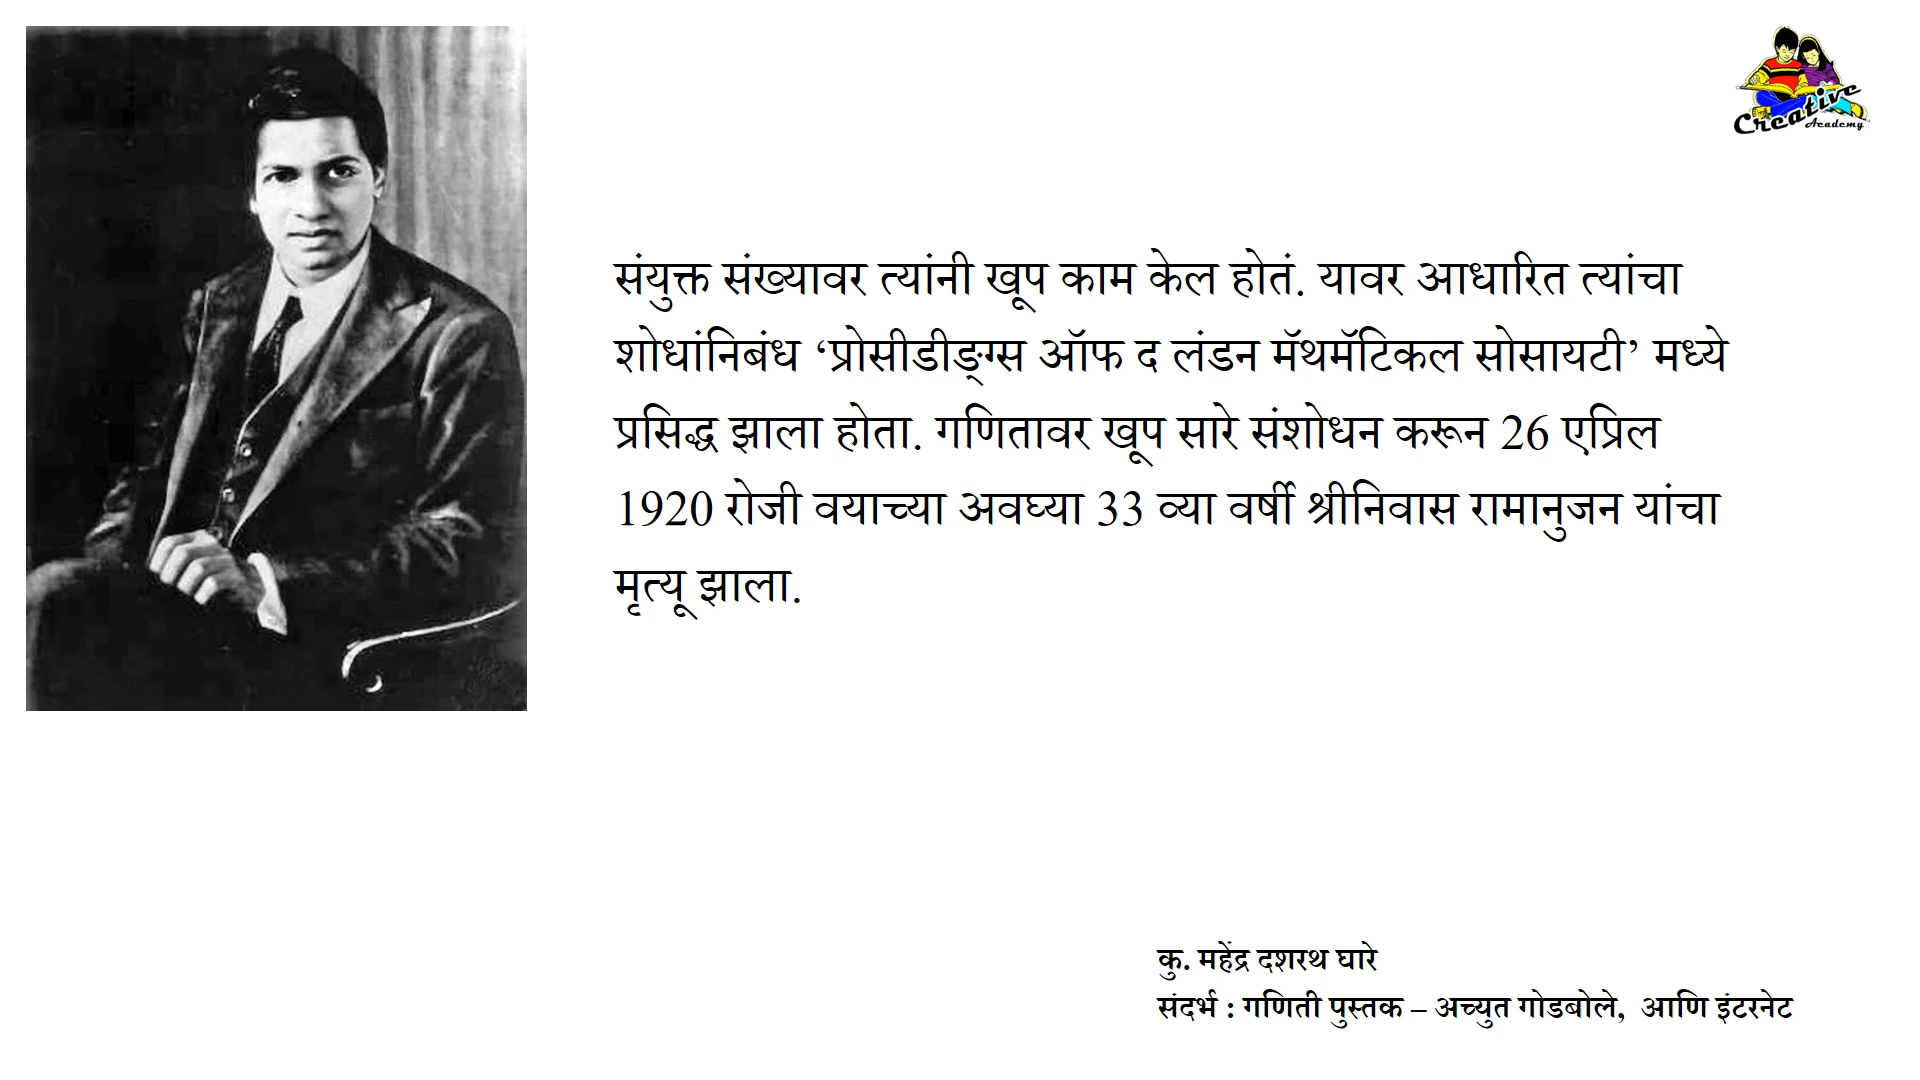 Creative
Academy
संयुक्त संख्यावर त्यांनी खूप काम केल होतं. यावर आधारित त्यांचा
शोधांनिबंध ‘प्रोसीडीङ्ग्स ऑफ द लंडन मॅथमॅटिकल सोसायटी’ मध्ये
प्रसिद्ध झाला होता. गणितावर खूप सारे संशोधन करून 26 एप्रिल
1920 रोजी वयाच्या अवघ्या 33 व्या वर्षी श्रीनिवास रामानुजन यांचा
मृत्यू झाला.
कु. महेंद्र दशरथ घारे
संदर्भ : गणिती पुस्तक – अच्युत गोडबोले, आणि इंटरनेट